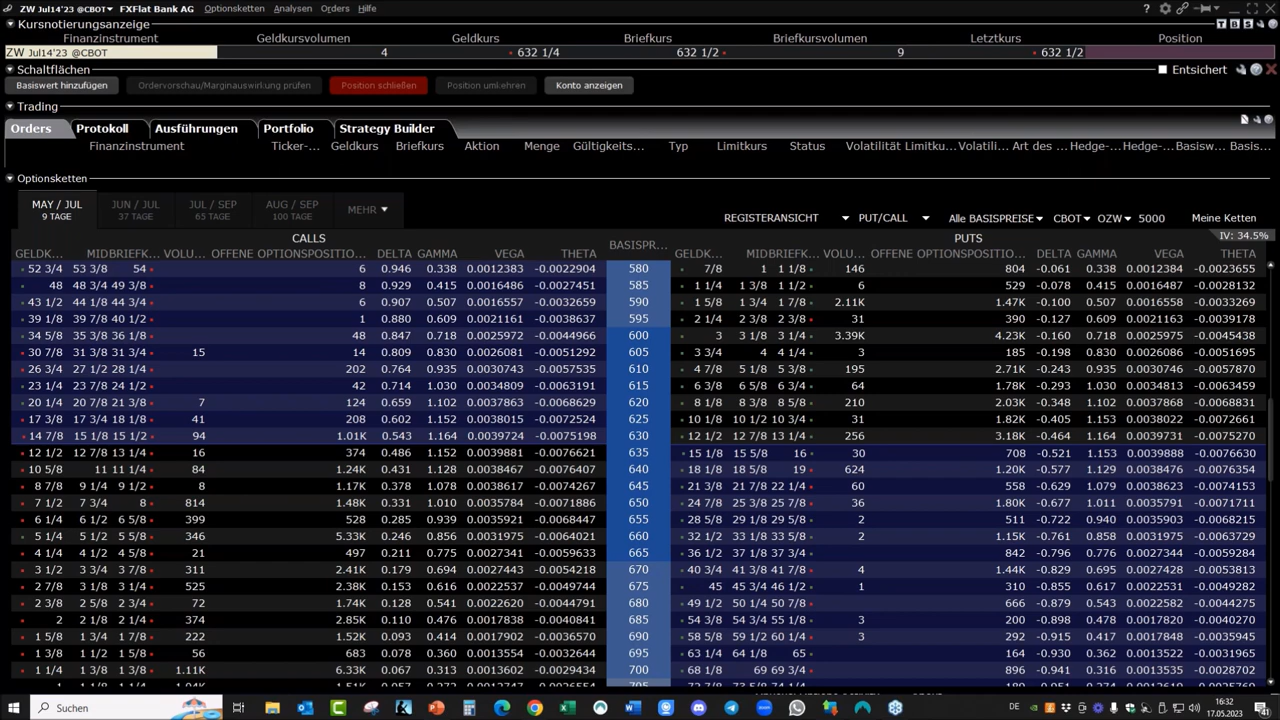 ZW Jul14'23 @CBOT FXFlat Bank AG Optionsketten Analysen Orders Hilfe
Kursnotierungsanzeige T B S
Finanzinstrument Geldkursvolumen Geldkurs Briefkurs Briefkursvolumen Letztkurs Position
ZW Jul14'23 @CBOT 4 632 1/4 632 1/2 9 632 1/2
Schaltflächen Entsichert
Basiswert hinzufügen Ordervorschau/Marginauswirkung prüfen Position schließen Position umkehren Konto anzeigen
Trading
Orders Protokoll Ausführungen Portfolio Strategy Builder
Finanzinstrument Ticker-... Geldkurs Briefkurs Aktion Menge Gültigkeits... Typ Limitkurs Status Volatilität Limitku... Volatili... Art des ... Hedge-... Hedge-... Basisw... Basis...
Optionsketten
MAY / JUL JUN / JUL JUL / SEP AUG / SEP MEHR
9 TAGE 37 TAGE 65 TAGE 100 TAGE
REGISTERANSICHT PUT/CALL Alle BASISPREISE CBOT OZW 5000 Meine Ketten
CALLS PUTS IV: 34.5%
GELDK... MID BRIEFK... VOLU... OFFENE OPTIONSPOSITIO... DELTA GAMMA VEGA THETA BASISPR... GELDK... MID BRIEFK... VOLU... OFFENE OPTIONSPOSITIO... DELTA GAMMA VEGA THETA
52 3/4 53 3/8 54 6 0.946 0.338 0.0012383 -0.0022904 580 7/8 1 1 1/8 146 804 -0.061 0.338 0.0012384 -0.0023655
48 48 3/4 49 3/8 8 0.929 0.415 0.0016486 -0.0027451 585 1 1/4 1 3/8 1 1/2 6 529 -0.078 0.415 0.0016487 -0.0028132
43 1/2 44 1/8 44 3/4 6 0.907 0.507 0.0016557 -0.0032659 590 1 5/8 1 3/4 1 7/8 2.11K 1.47K -0.100 0.507 0.0016557 -0.0033269
39 1/8 39 7/8 40 1/2 1 0.880 0.609 0.0021161 -0.0038637 595 2 1/4 2 3/8 2 3/8 31 390 -0.127 0.609 0.0021161 -0.0039178
34 5/8 35 3/8 36 1/8 48 0.847 0.718 0.0025972 -0.0044966 600 3 3 1/8 3 1/4 3.39K 4.23K -0.160 0.718 0.0025976 -0.0045438
30 7/8 31 3/8 31 3/4 15 14 0.809 0.830 0.0026081 -0.0051292 605 3 3/4 4 4 1/4 3 185 -0.198 0.830 0.0026086 -0.0051695
26 3/4 27 1/2 28 1/4 202 0.764 0.935 0.0030743 -0.0057535 610 4 7/8 5 1/8 5 3/8 195 2.71K -0.243 0.935 0.0030746 -0.0057870
23 1/4 23 7/8 24 1/2 42 0.714 1.030 0.0034809 -0.0063191 615 6 3/8 6 5/8 6 7/8 64 1.78K -0.293 1.030 0.0034813 -0.0063459
20 1/4 20 7/8 21 3/8 7 124 0.659 1.102 0.0037863 -0.0068629 620 8 1/8 8 3/8 8 5/8 210 2.03K -0.348 1.102 0.0037868 -0.0068831
17 3/8 17 3/4 18 1/8 41 208 0.602 1.152 0.0038015 -0.0072524 625 10 1/8 10 1/2 10 3/4 31 1.82K -0.405 1.153 0.0038022 -0.0072661
14 7/8 15 1/8 15 1/2 94 1.01K 0.543 1.164 0.0039724 -0.0075198 630 12 1/2 12 7/8 13 1/4 256 3.18K -0.464 1.164 0.0039731 -0.0075270
12 1/2 12 7/8 13 1/4 16 374 0.486 1.152 0.0039881 -0.0076621 635 15 1/8 15 5/8 16 30 708 -0.521 1.153 0.0039888 -0.0076630
10 5/8 11 11 1/4 84 1.24K 0.431 1.128 0.0038467 -0.0076407 640 18 1/8 18 5/8 19 624 1.20K -0.577 1.129 0.0038476 -0.0076354
8 7/8 9 1/4 9 1/2 8 1.17K 0.378 1.078 0.0038617 -0.0074267 645 21 3/8 21 7/8 22 1/4 60 558 -0.629 1.079 0.0038623 -0.0074153
7 1/2 7 3/4 8 814 1.48K 0.331 1.010 0.0035784 -0.0071886 650 24 7/8 25 3/8 25 7/8 36 1.80K -0.677 1.011 0.0035791 -0.0071711
6 1/4 6 1/2 6 5/8 399 528 0.285 0.939 0.0035921 -0.0068447 655 28 5/8 29 1/8 29 5/8 2 511 -0.722 0.940 0.0035903 -0.0068215
5 1/4 5 1/2 5 3/4 346 5.33K 0.246 0.856 0.0031975 -0.0064021 660 32 1/2 33 1/8 33 5/8 2 1.15K -0.761 0.858 0.0031976 -0.0063729
4 1/4 4 1/2 4 3/4 21 497 0.211 0.775 0.0027341 -0.0059633 665 36 1/2 37 1/8 37 3/4 842 -0.796 0.776 0.0027344 -0.0059284
3 1/2 3 3/4 3 7/8 311 2.41K 0.179 0.694 0.0027443 -0.0054218 670 40 3/4 41 3/8 41 7/8 4 1.44K -0.829 0.695 0.0027428 -0.0053813
2 7/8 3 1/8 3 1/4 525 2.38K 0.153 0.616 0.0022537 -0.0049744 675 45 45 3/4 46 1/2 1 310 -0.855 0.617 0.0022531 -0.0049282
2 3/8 2 5/8 2 3/4 72 1.74K 0.128 0.541 0.0022620 -0.0044791 680 49 1/2 50 1/4 50 7/8 666 -0.879 0.543 0.0022582 -0.0044275
2 2 1/8 2 1/4 374 2.85K 0.110 0.476 0.0017838 -0.0040841 685 54 3/8 54 3/4 55 1/8 3 200 -0.898 0.478 0.0017820 -0.0040220
1 5/8 1 3/4 1 7/8 222 1.52K 0.093 0.414 0.0017902 -0.0036570 690 58 5/8 59 1/2 60 1/4 3 292 -0.915 0.417 0.0017848 -0.0035945
1 3/8 1 1/2 1 5/8 56 683 0.078 0.360 0.0013554 -0.0032644 695 63 1/4 64 1/8 65 164 -0.930 0.362 0.0013522 -0.0031951
1 1/4 1 3/8 1 3/8 1.11K 6.33K 0.067 0.313 0.0013602 -0.0029434 700 68 1/8 69 69 3/4 896 -0.941 0.316 0.0013535 -0.0028702
Suchen
DE 16:32
17.05.2023